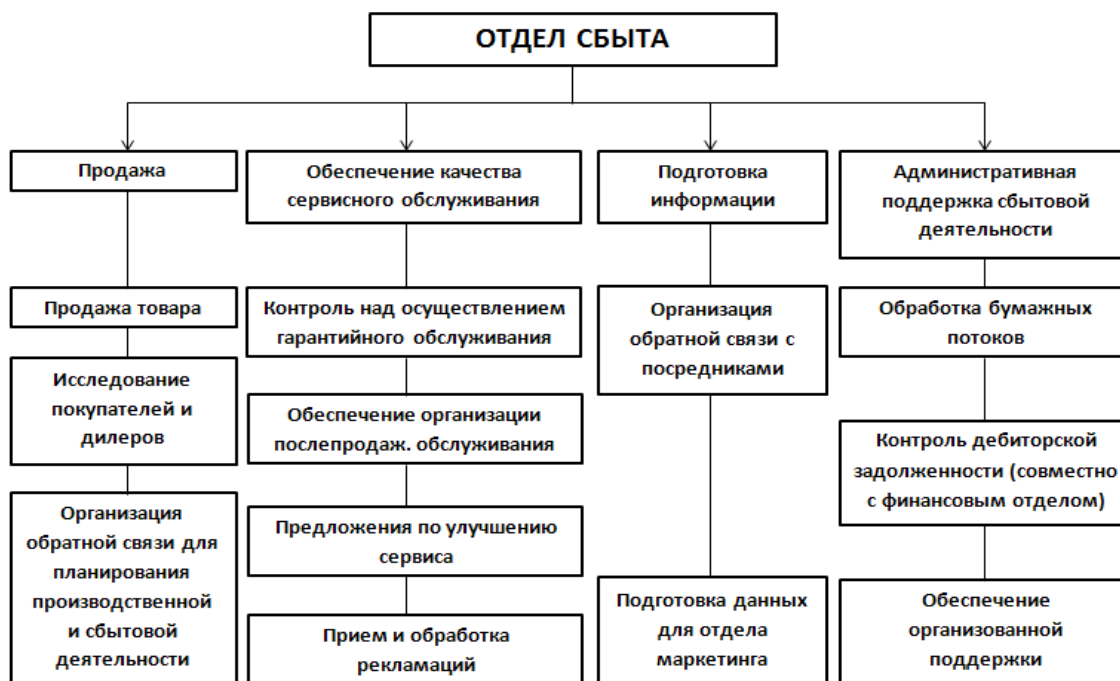 ОТДЕЛ СБЫТА
Продажа
Продажа товара
Исследование
покупателей и
дилеров
Организация
обратной связи для
планирования
производственной
и сбытовой
деятельности
Обеспечение качества
сервисного обслуживания
Контроль над осуществлением
гарантийного обслуживания
Обеспечение организации
послепродаж. обслуживания
Предложения по улучшению
сервиса
Прием и обработка
рекламаций
Подготовка
информации
Организация
обратной связи с
посредниками
Подготовка данных
для отдела
маркетинга
Административная
поддержка сбытовой
деятельности
Обработка бумажных
потоков
Контроль дебиторской
задолженности (совместно
с финансовым отделом)
Обеспечение
организованной
поддержки